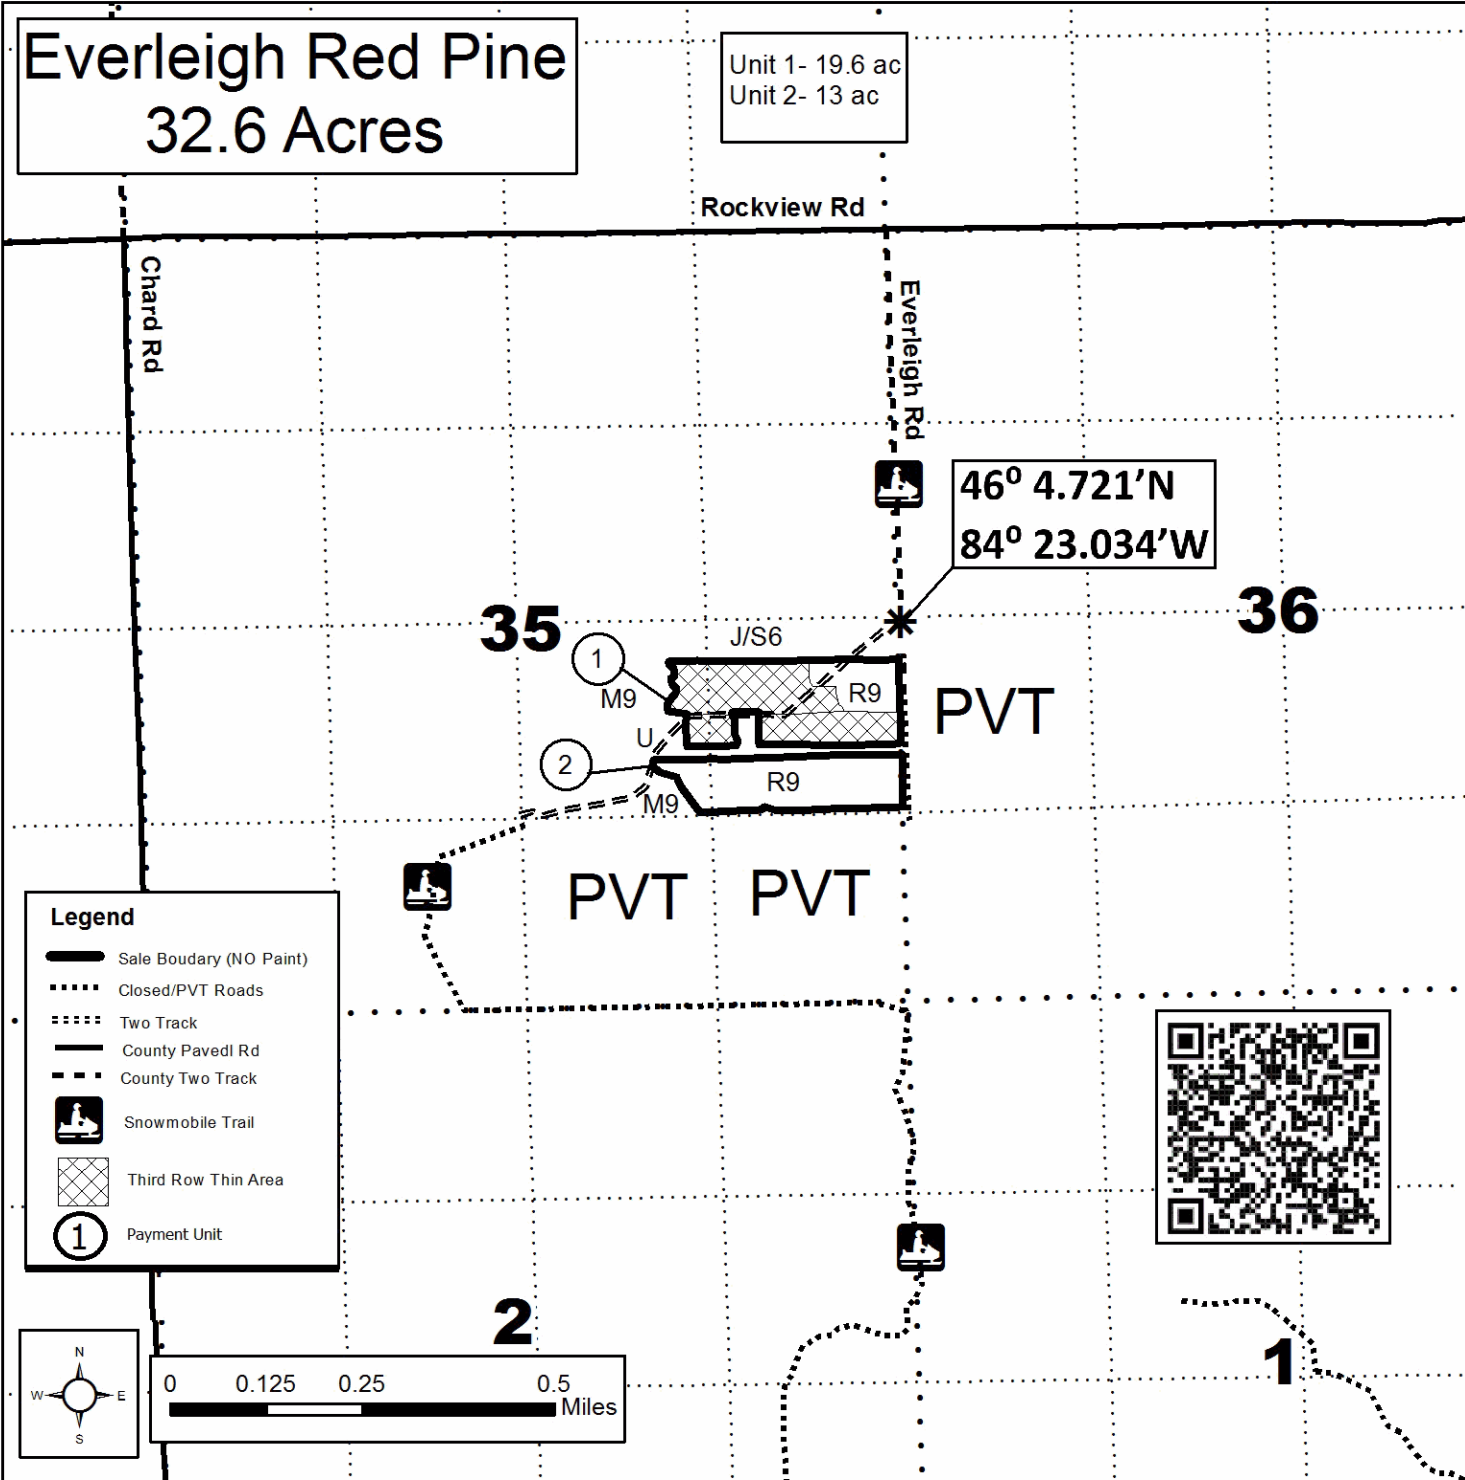 Everleigh Red Pine
32.6 Acres
Unit 1- 19.6 ac
Unit 2- 13 ac
Rockview Rd
Chard Rd
Everleigh Rd
46⁰ 4.721’N
84⁰ 23.034’W
35
36
J/S6
1
M9
R9
PVT
U
2
R9
M9
PVT
PVT
Legend
Sale Boudary (NO Paint)
Closed/PVT Roads
Two Track
County Pavedl Rd
County Two Track
Snowmobile Trail
Third Row Thin Area
1
Payment Unit
2
1
N
W
E
S
0 0.125 0.25 0.5
Miles